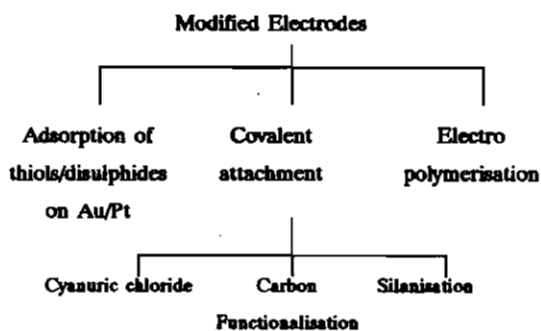 Modified Electrodes
Adsorption of
thiols/disulphides
on Au/Pt
Covalent
attachment
Electro
polymerisation
Cyanuric chloride
Carbon
Functionalisation
Silanisation